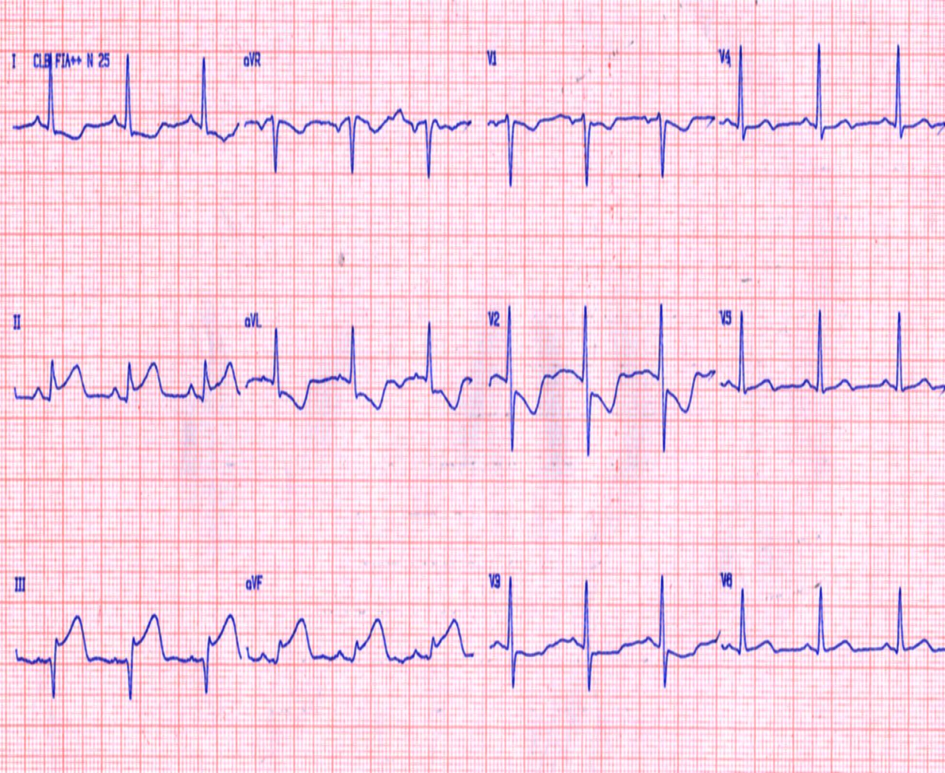 I CLB FIA++ N 25 aVR V1 V4
II aVL V2 V5
III aVF V3 V6